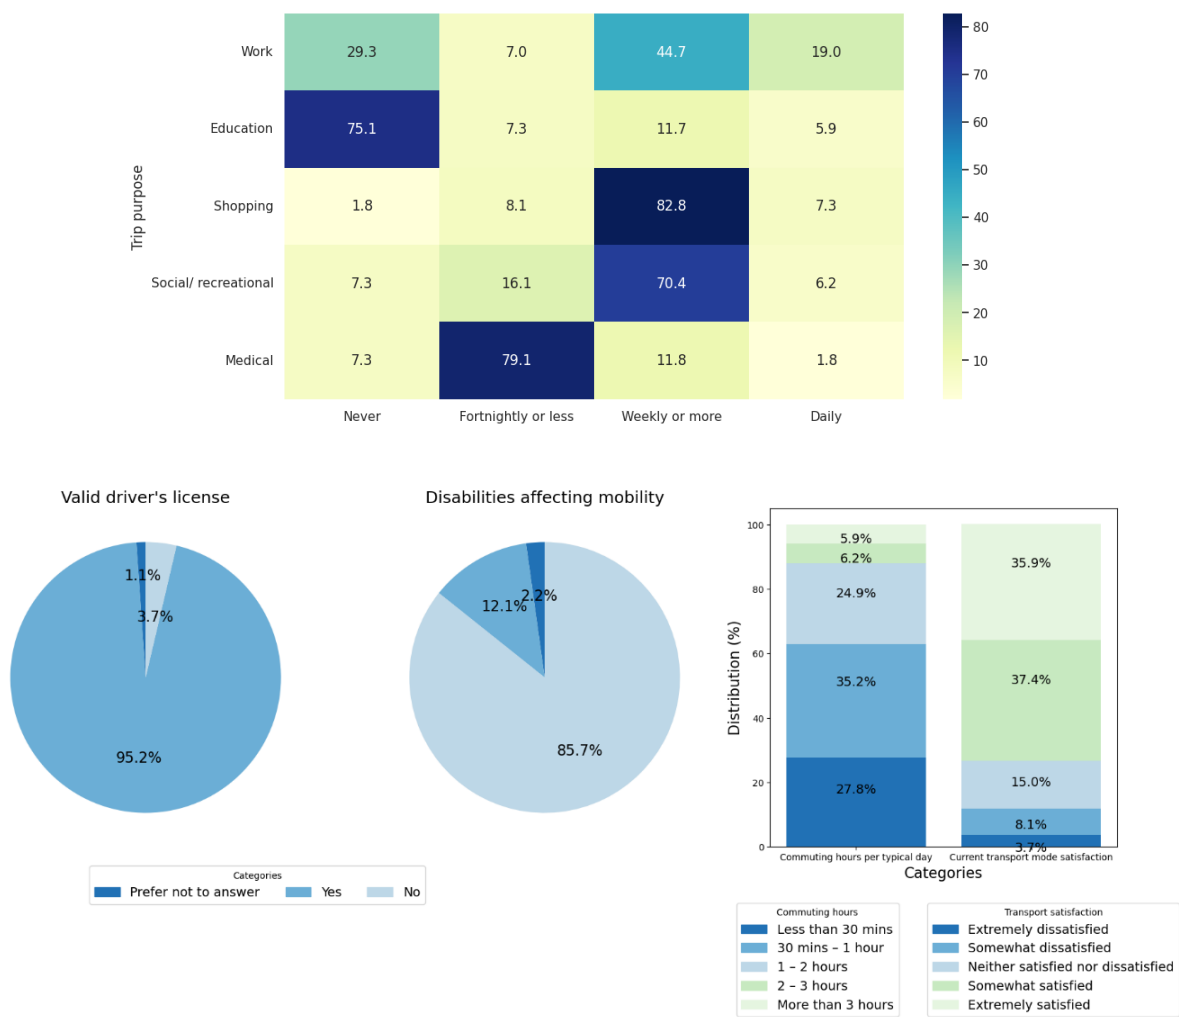 Trip purpose
Work 29.3 7.0 44.7 19.0
Education 75.1 7.3 11.7 5.9
Shopping 1.8 8.1 82.8 7.3
Social/ recreational 7.3 16.1 70.4 6.2
Medical 7.3 79.1 11.8 1.8
Never Fortnightly or less Weekly or more Daily
80
70
60
50
40
30
20
10
Valid driver's license
1.1%
3.7%
95.2%
Disabilities affecting mobility
2.2%
12.1%
85.7%
Categories
Prefer not to answer Yes No
Distribution (%)
100
80
60
40
20
0
5.9%
6.2%
24.9%
35.2%
27.8%
35.9%
37.4%
15.0%
8.1%
3.7%
Commuting hours per typical day Current transport mode satisfaction
Categories
Commuting hours
Less than 30 mins
30 mins – 1 hour
1 – 2 hours
2 – 3 hours
More than 3 hours
Transport satisfaction
Extremely dissatisfied
Somewhat dissatisfied
Neither satisfied nor dissatisfied
Somewhat satisfied
Extremely satisfied